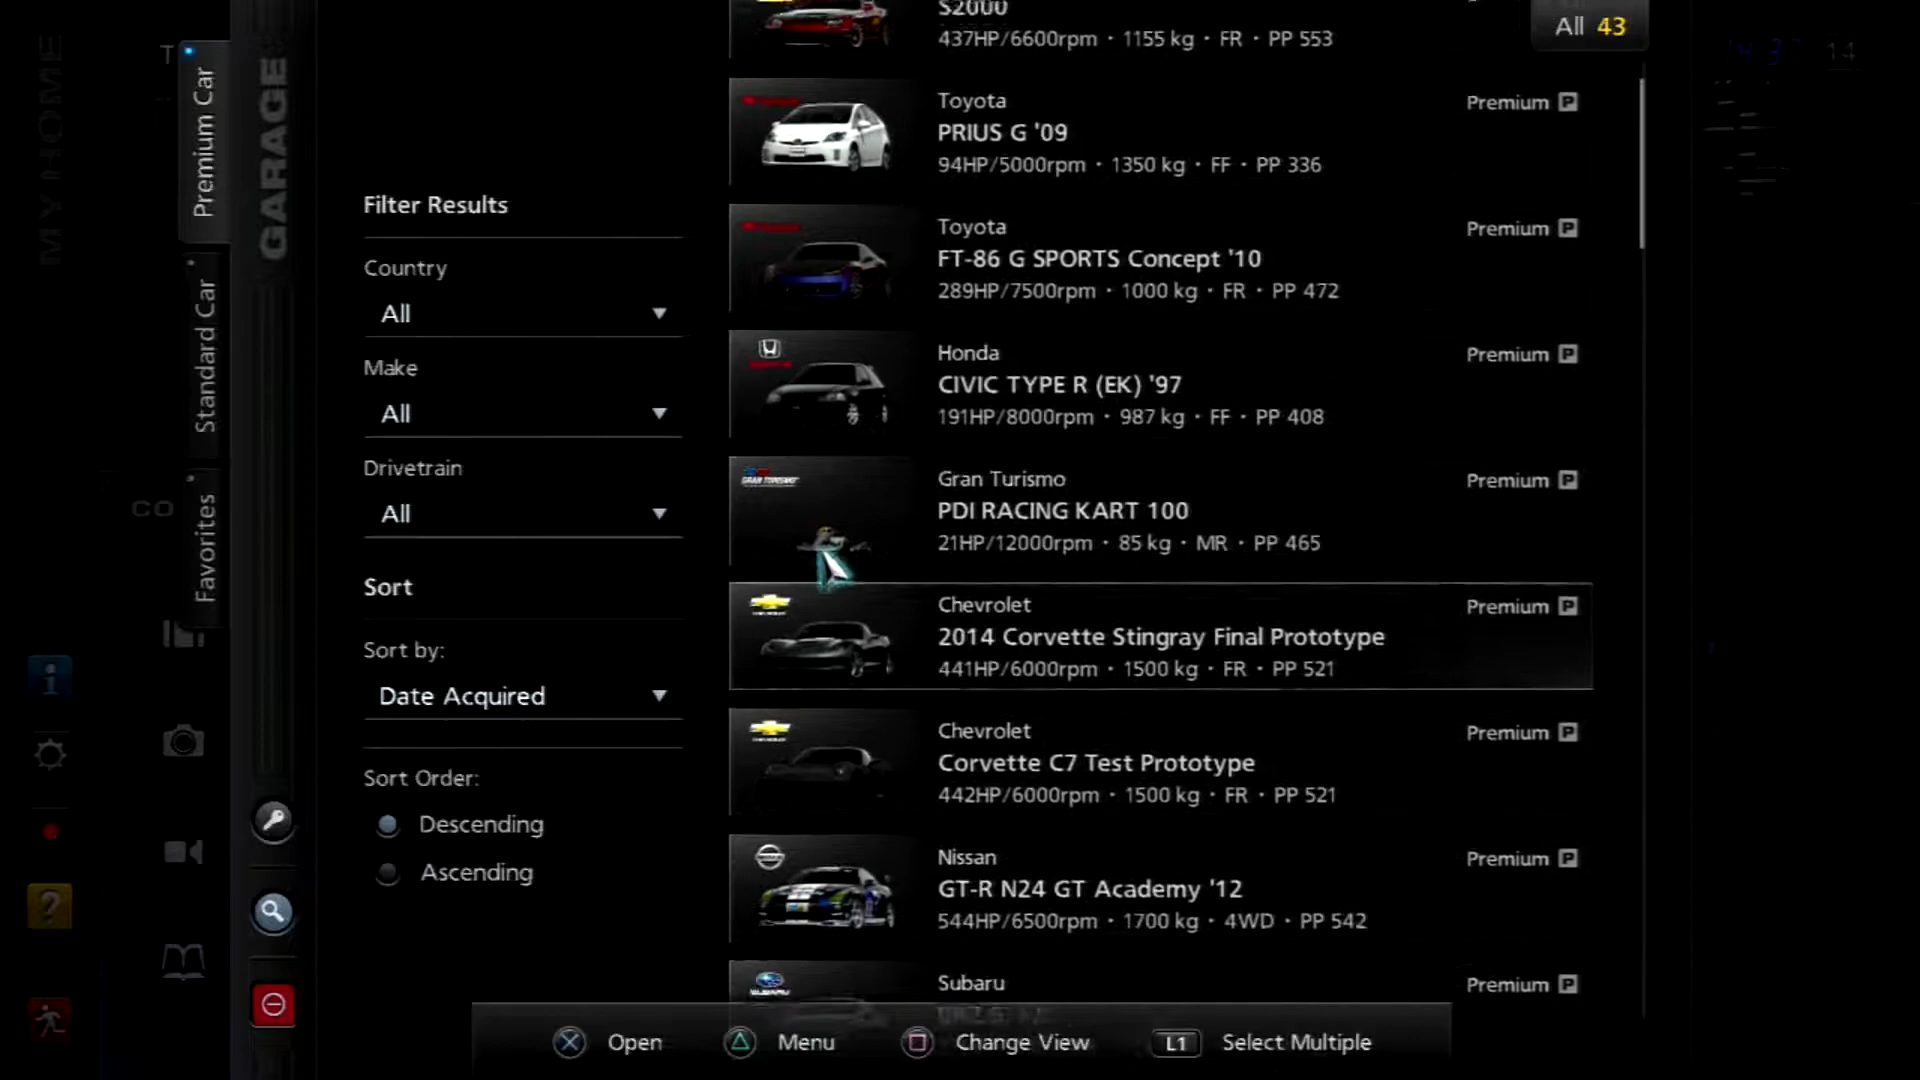 MY HOME
Premium Car
Standard Car
Favorites
GARAGE
Filter Results
Country
All
Make
All
Drivetrain
All
Sort
Sort by:
Date Acquired
Sort Order:
Descending
Ascending
All 43
S2000
437HP/6600rpm · 1155 kg · FR · PP 553
Toyota
Premium P
PRIUS G '09
94HP/5000rpm · 1350 kg · FF · PP 336
Toyota
Premium P
FT-86 G SPORTS Concept '10
289HP/7500rpm · 1000 kg · FR · PP 472
Honda
Premium P
CIVIC TYPE R (EK) '97
191HP/8000rpm · 987 kg · FF · PP 408
GRAN TURISMO
Gran Turismo
Premium P
PDI RACING KART 100
21HP/12000rpm · 85 kg · MR · PP 465
Chevrolet
Premium P
2014 Corvette Stingray Final Prototype
441HP/6000rpm · 1500 kg · FR · PP 521
Chevrolet
Premium P
Corvette C7 Test Prototype
442HP/6000rpm · 1500 kg · FR · PP 521
Nissan
Premium P
GT-R N24 GT Academy '12
544HP/6500rpm · 1700 kg · 4WD · PP 542
SUBARU
Subaru
Premium P
Open
Menu
Change View
L1 Select Multiple
CO
14